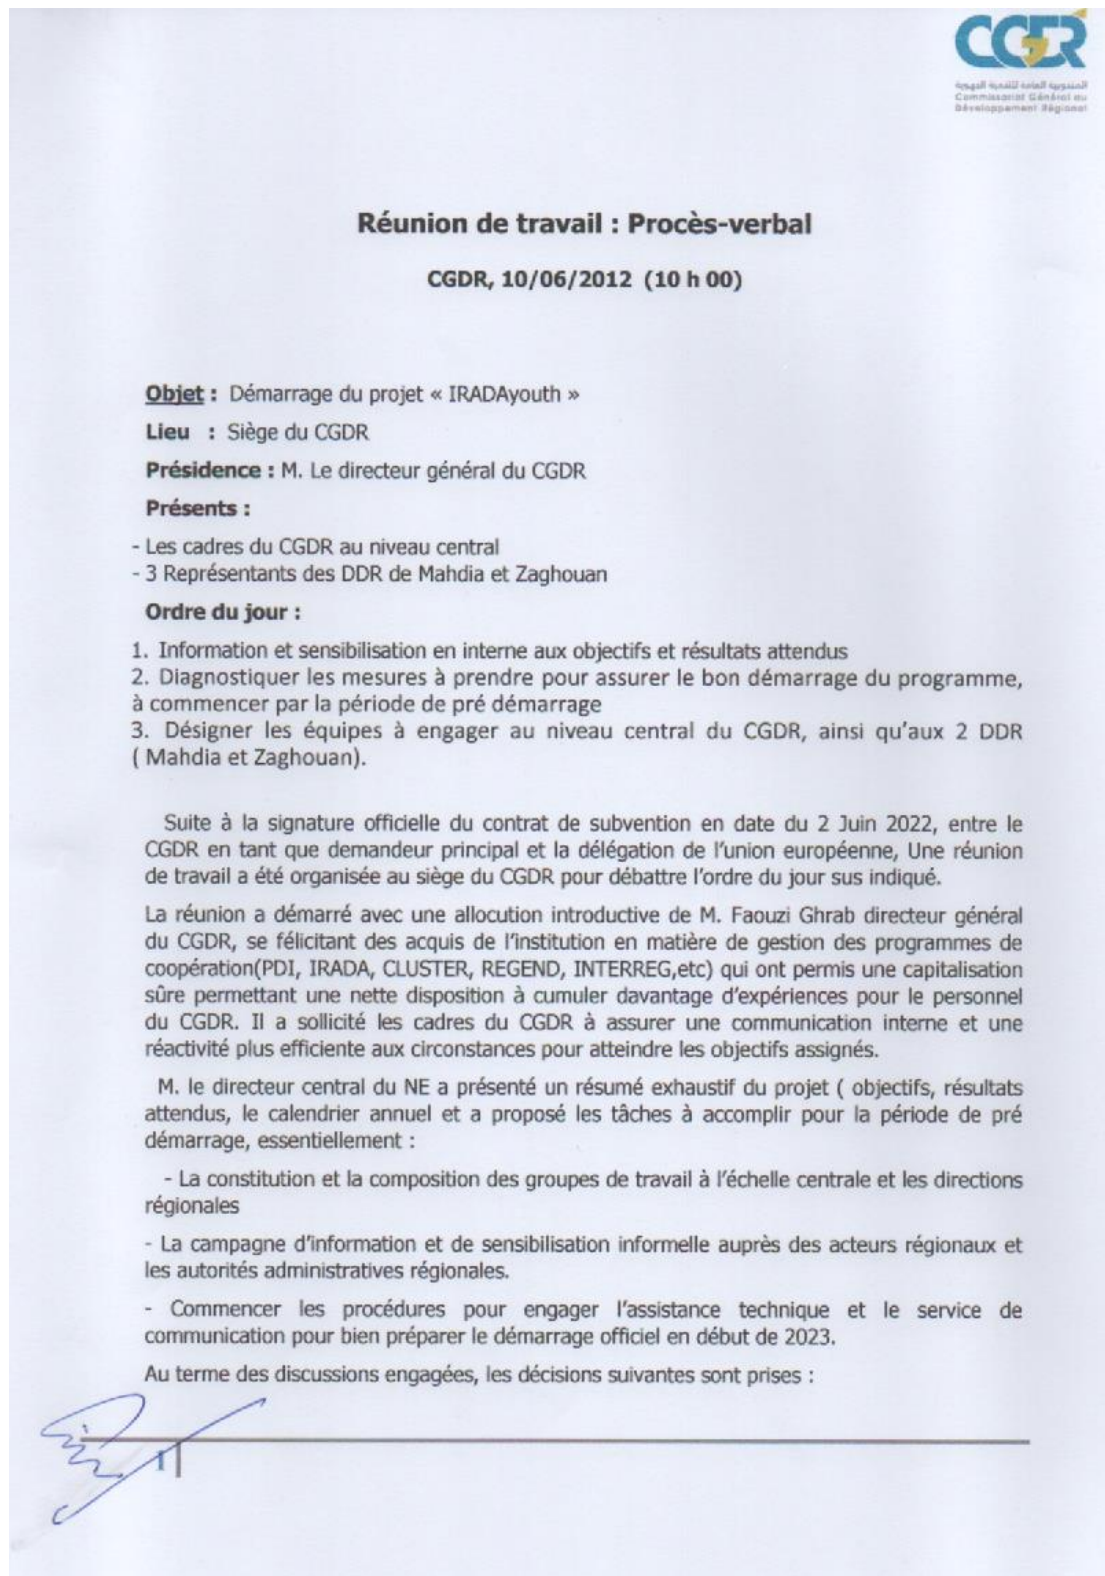 CGDR
المندوبية العامة للتنمية الجهوية
Commissariat Général au
Développement Régional
Réunion de travail : Procès-verbal
CGDR, 10/06/2012 (10 h 00)
Objet : Démarrage du projet « IRADAyouth »
Lieu : Siège du CGDR
Présidence : M. Le directeur général du CGDR
Présents :
- Les cadres du CGDR au niveau central
- 3 Représentants des DDR de Mahdia et Zaghouan
Ordre du jour :
1. Information et sensibilisation en interne aux objectifs et résultats attendus
2. Diagnostiquer les mesures à prendre pour assurer le bon démarrage du programme,
à commencer par la période de pré démarrage
3. Désigner les équipes à engager au niveau central du CGDR, ainsi qu'aux 2 DDR
( Mahdia et Zaghouan).
Suite à la signature officielle du contrat de subvention en date du 2 Juin 2022, entre le
CGDR en tant que demandeur principal et la délégation de l'union européenne, Une réunion
de travail a été organisée au siège du CGDR pour débattre l'ordre du jour sus indiqué.
La réunion a démarré avec une allocution introductive de M. Faouzi Ghrab directeur général
du CGDR, se félicitant des acquis de l'institution en matière de gestion des programmes de
coopération(PDI, IRADA, CLUSTER, REGEND, INTERREG,etc) qui ont permis une capitalisation
sûre permettant une nette disposition à cumuler davantage d'expériences pour le personnel
du CGDR. Il a sollicité les cadres du CGDR à assurer une communication interne et une
réactivité plus efficiente aux circonstances pour atteindre les objectifs assignés.
M. le directeur central du NE a présenté un résumé exhaustif du projet ( objectifs, résultats
attendus, le calendrier annuel et a proposé les tâches à accomplir pour la période de pré
démarrage, essentiellement :
- La constitution et la composition des groupes de travail à l'échelle centrale et les directions
régionales
- La campagne d'information et de sensibilisation informelle auprès des acteurs régionaux et
les autorités administratives régionales.
- Commencer les procédures pour engager l'assistance technique et le service de
communication pour bien préparer le démarrage officiel en début de 2023.
Au terme des discussions engagées, les décisions suivantes sont prises :
1